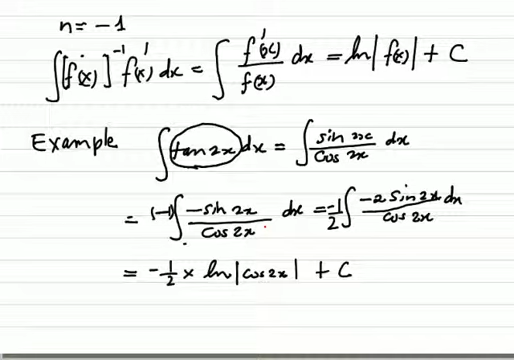 n = -1
∫[f(x)]⁻¹ f'(x) dx = ∫ f'(x)/f(x) dx = ln|f(x)| + C
Example ∫ tan 2x dx = ∫ sin 2x/cos 2x dx
= (-1)∫ -sin 2x/cos 2x dx = -1/2 ∫ -2 sin 2x dx/cos 2x
= -1/2 × ln|cos 2x| + C